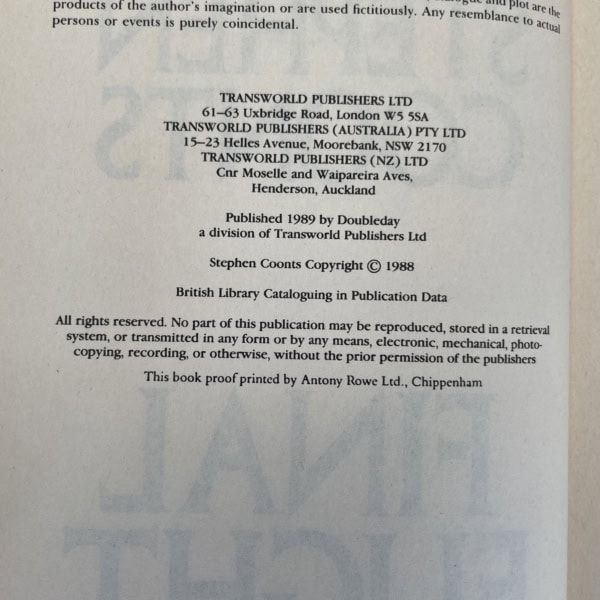 and plot are the
products of the author's imagination or are used fictitiously. Any resemblance to actual
persons or events is purely coincidental.
TRANSWORLD PUBLISHERS LTD
61–63 Uxbridge Road, London W5 5SA
TRANSWORLD PUBLISHERS (AUSTRALIA) PTY LTD
15–23 Helles Avenue, Moorebank, NSW 2170
TRANSWORLD PUBLISHERS (NZ) LTD
Cnr Moselle and Waipareira Aves,
Henderson, Auckland
Published 1989 by Doubleday
a division of Transworld Publishers Ltd
Stephen Coonts Copyright © 1988
British Library Cataloguing in Publication Data
All rights reserved. No part of this publication may be reproduced, stored in a retrieval
system, or transmitted in any form or by any means, electronic, mechanical, photo-
copying, recording, or otherwise, without the prior permission of the publishers
This book proof printed by Antony Rowe Ltd., Chippenham
FINAL
FLIGHT